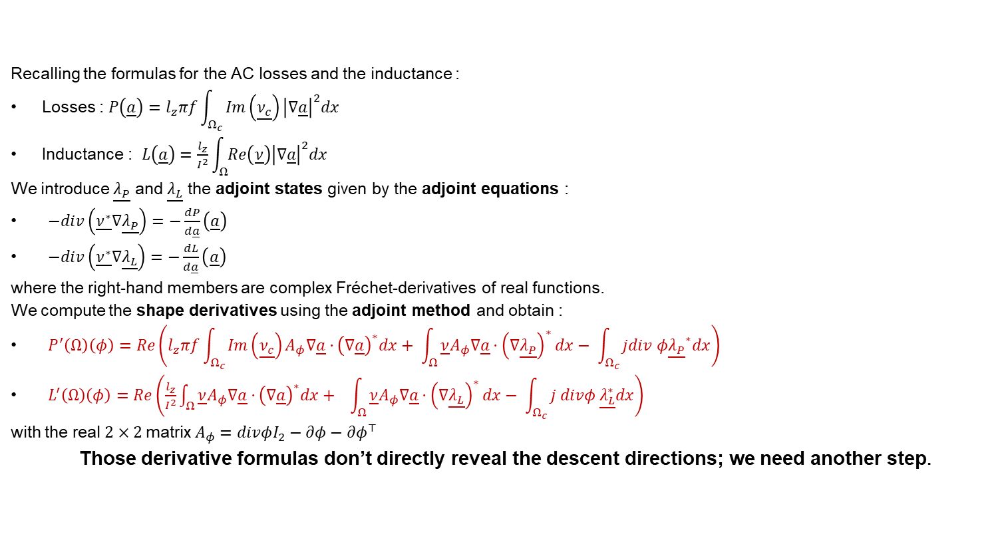 Recalling the formulas for the AC losses and the inductance :
• Losses : $P(\underline{a}) = l_z \pi f \int_{\Omega_c} Im\left(\underline{\nu_c}\right) |\nabla \underline{a}|^2 dx$
• Inductance : $L(\underline{a}) = \frac{l_z}{I^2} \int_{\Omega} Re(\underline{\nu}) |\nabla \underline{a}|^2 dx$
We introduce $\underline{\lambda_P}$ and $\underline{\lambda_L}$ the adjoint states given by the adjoint equations :
• $-div\left(\underline{\nu^*} \nabla \underline{\lambda_P}\right) = -\frac{dP}{d\underline{a}}(\underline{a})$
• $-div\left(\underline{\nu^*} \nabla \underline{\lambda_L}\right) = -\frac{dL}{d\underline{a}}(\underline{a})$
where the right-hand members are complex Fréchet-derivatives of real functions.
We compute the shape derivatives using the adjoint method and obtain :
• $P'(\Omega)(\phi) = Re\left(l_z \pi f \int_{\Omega_c} Im\left(\underline{\nu_c}\right) A_\phi \nabla \underline{a} \cdot (\nabla \underline{a})^* dx + \int_{\Omega} \underline{\nu} A_\phi \nabla \underline{a} \cdot \left(\nabla \underline{\lambda_P}\right)^* dx - \int_{\Omega_c} j div\, \phi \underline{\lambda_P}^* dx\right)$
• $L'(\Omega)(\phi) = Re\left(\frac{l_z}{I^2} \int_{\Omega} \underline{\nu} A_\phi \nabla \underline{a} \cdot (\nabla \underline{a})^* dx + \int_{\Omega} \underline{\nu} A_\phi \nabla \underline{a} \cdot \left(\nabla \underline{\lambda_L}\right)^* dx - \int_{\Omega_c} j\, div \phi\, \underline{\lambda_L^*} dx\right)$
with the real $2 \times 2$ matrix $A_\phi = div \phi I_2 - \partial \phi - \partial \phi^\top$
Those derivative formulas don’t directly reveal the descent directions; we need another step.